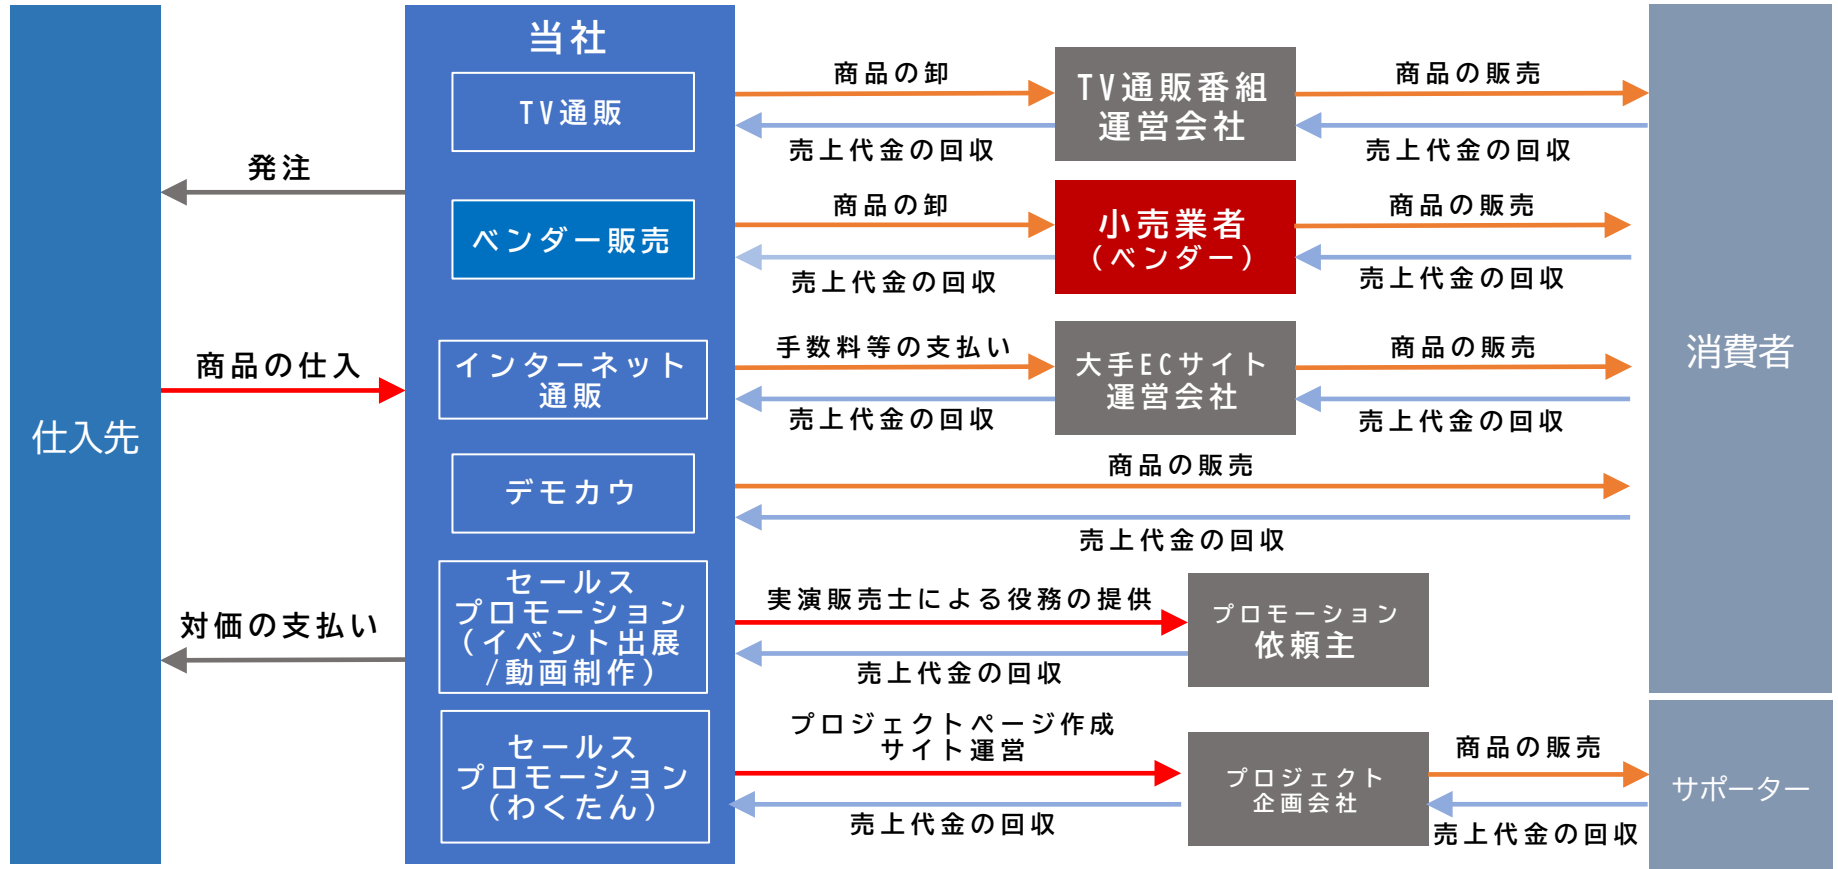 仕入先
発注
商品の仕入
対価の支払い
当社
TV通販
ベンダー販売
インターネット
通販
デモカウ
セールス
プロモーション
(イベント出展
/動画制作)
セールス
プロモーション
(わくたん)
商品の卸
売上代金の回収
TV通販番組
運営会社
商品の販売
売上代金の回収
商品の卸
売上代金の回収
小売業者
(ベンダー)
商品の販売
売上代金の回収
手数料等の支払い
売上代金の回収
大手ECサイト
運営会社
商品の販売
売上代金の回収
商品の販売
売上代金の回収
実演販売士による役務の提供
売上代金の回収
プロモーション
依頼主
プロジェクトページ作成
サイト運営
売上代金の回収
プロジェクト
企画会社
商品の販売
売上代金の回収
消費者
サポーター